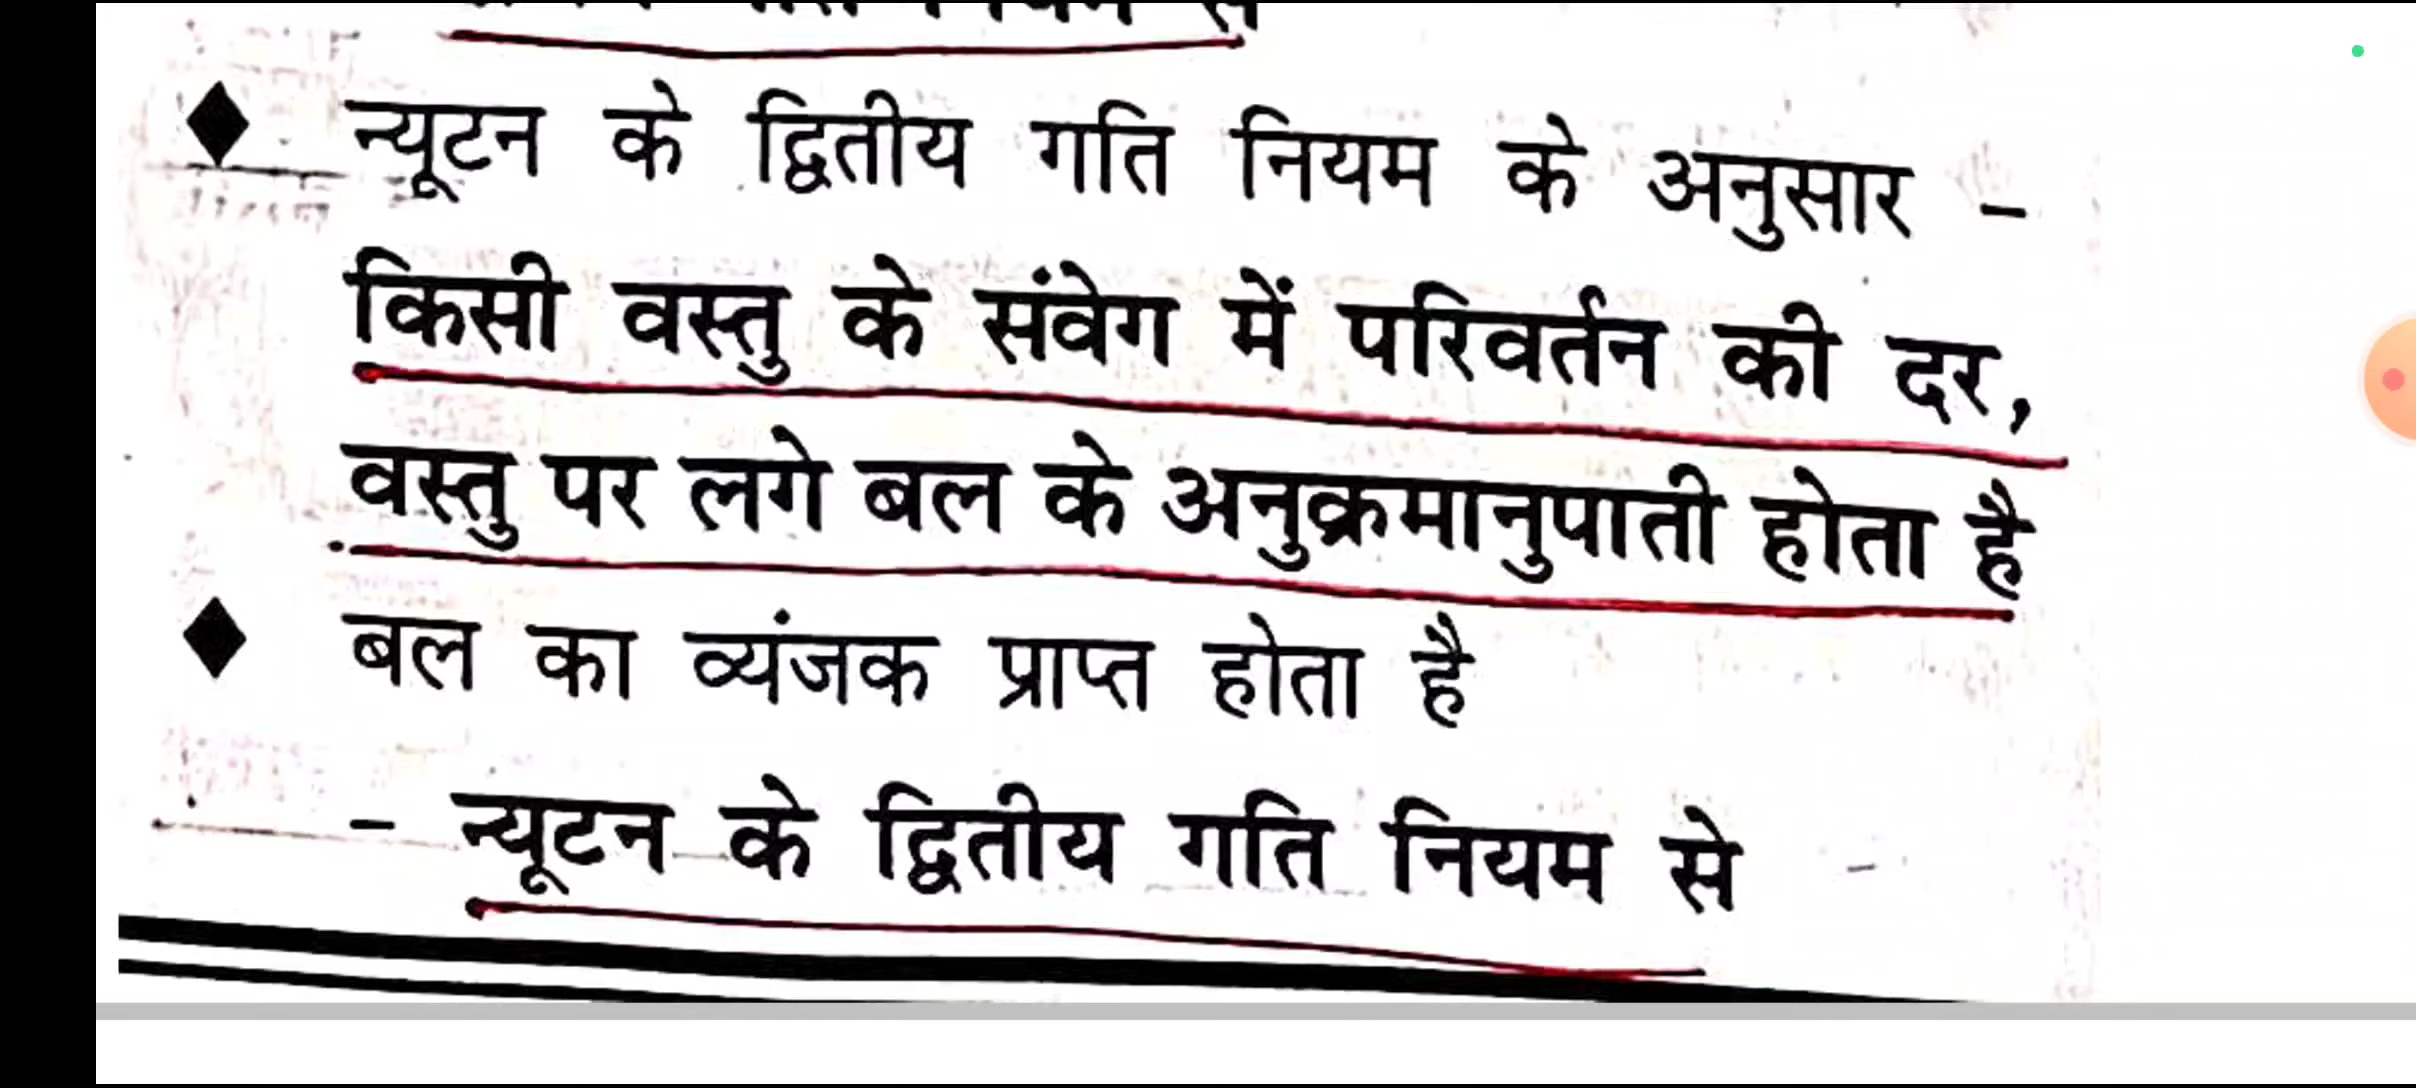 ◆ न्यूटन के द्वितीय गति नियम के अनुसार –
किसी वस्तु के संवेग में परिवर्तन की दर,
वस्तु पर लगे बल के अनुक्रमानुपाती होता है
◆ बल का व्यंजक प्राप्त होता है
– न्यूटन के द्वितीय गति नियम से